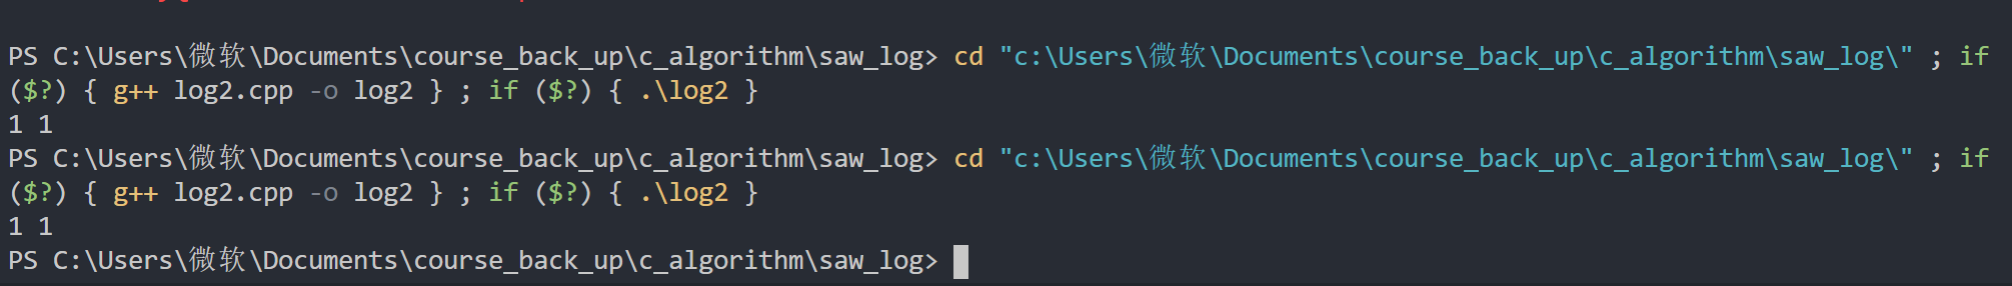 PS C:\Users\微软\Documents\course_back_up\c_algorithm\saw_log> cd "c:\Users\微软\Documents\course_back_up\c_algorithm\saw_log\" ; if
($?) { g++ log2.cpp -o log2 } ; if ($?) { .\log2 }
1 1
PS C:\Users\微软\Documents\course_back_up\c_algorithm\saw_log> cd "c:\Users\微软\Documents\course_back_up\c_algorithm\saw_log\" ; if
($?) { g++ log2.cpp -o log2 } ; if ($?) { .\log2 }
1 1
PS C:\Users\微软\Documents\course_back_up\c_algorithm\saw_log>